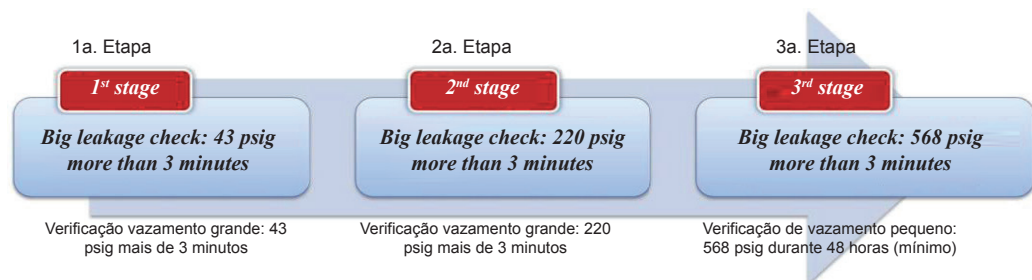 1a. Etapa
1st stage
Big leakage check: 43 psig
more than 3 minutes
Verificação vazamento grande: 43
psig mais de 3 minutos
2a. Etapa
2nd stage
Big leakage check: 220 psig
more than 3 minutes
Verificação vazamento grande: 220
psig mais de 3 minutos
3a. Etapa
3rd stage
Big leakage check: 568 psig
more than 3 minutes
Verificação de vazamento pequeno:
568 psig durante 48 horas (mínimo)